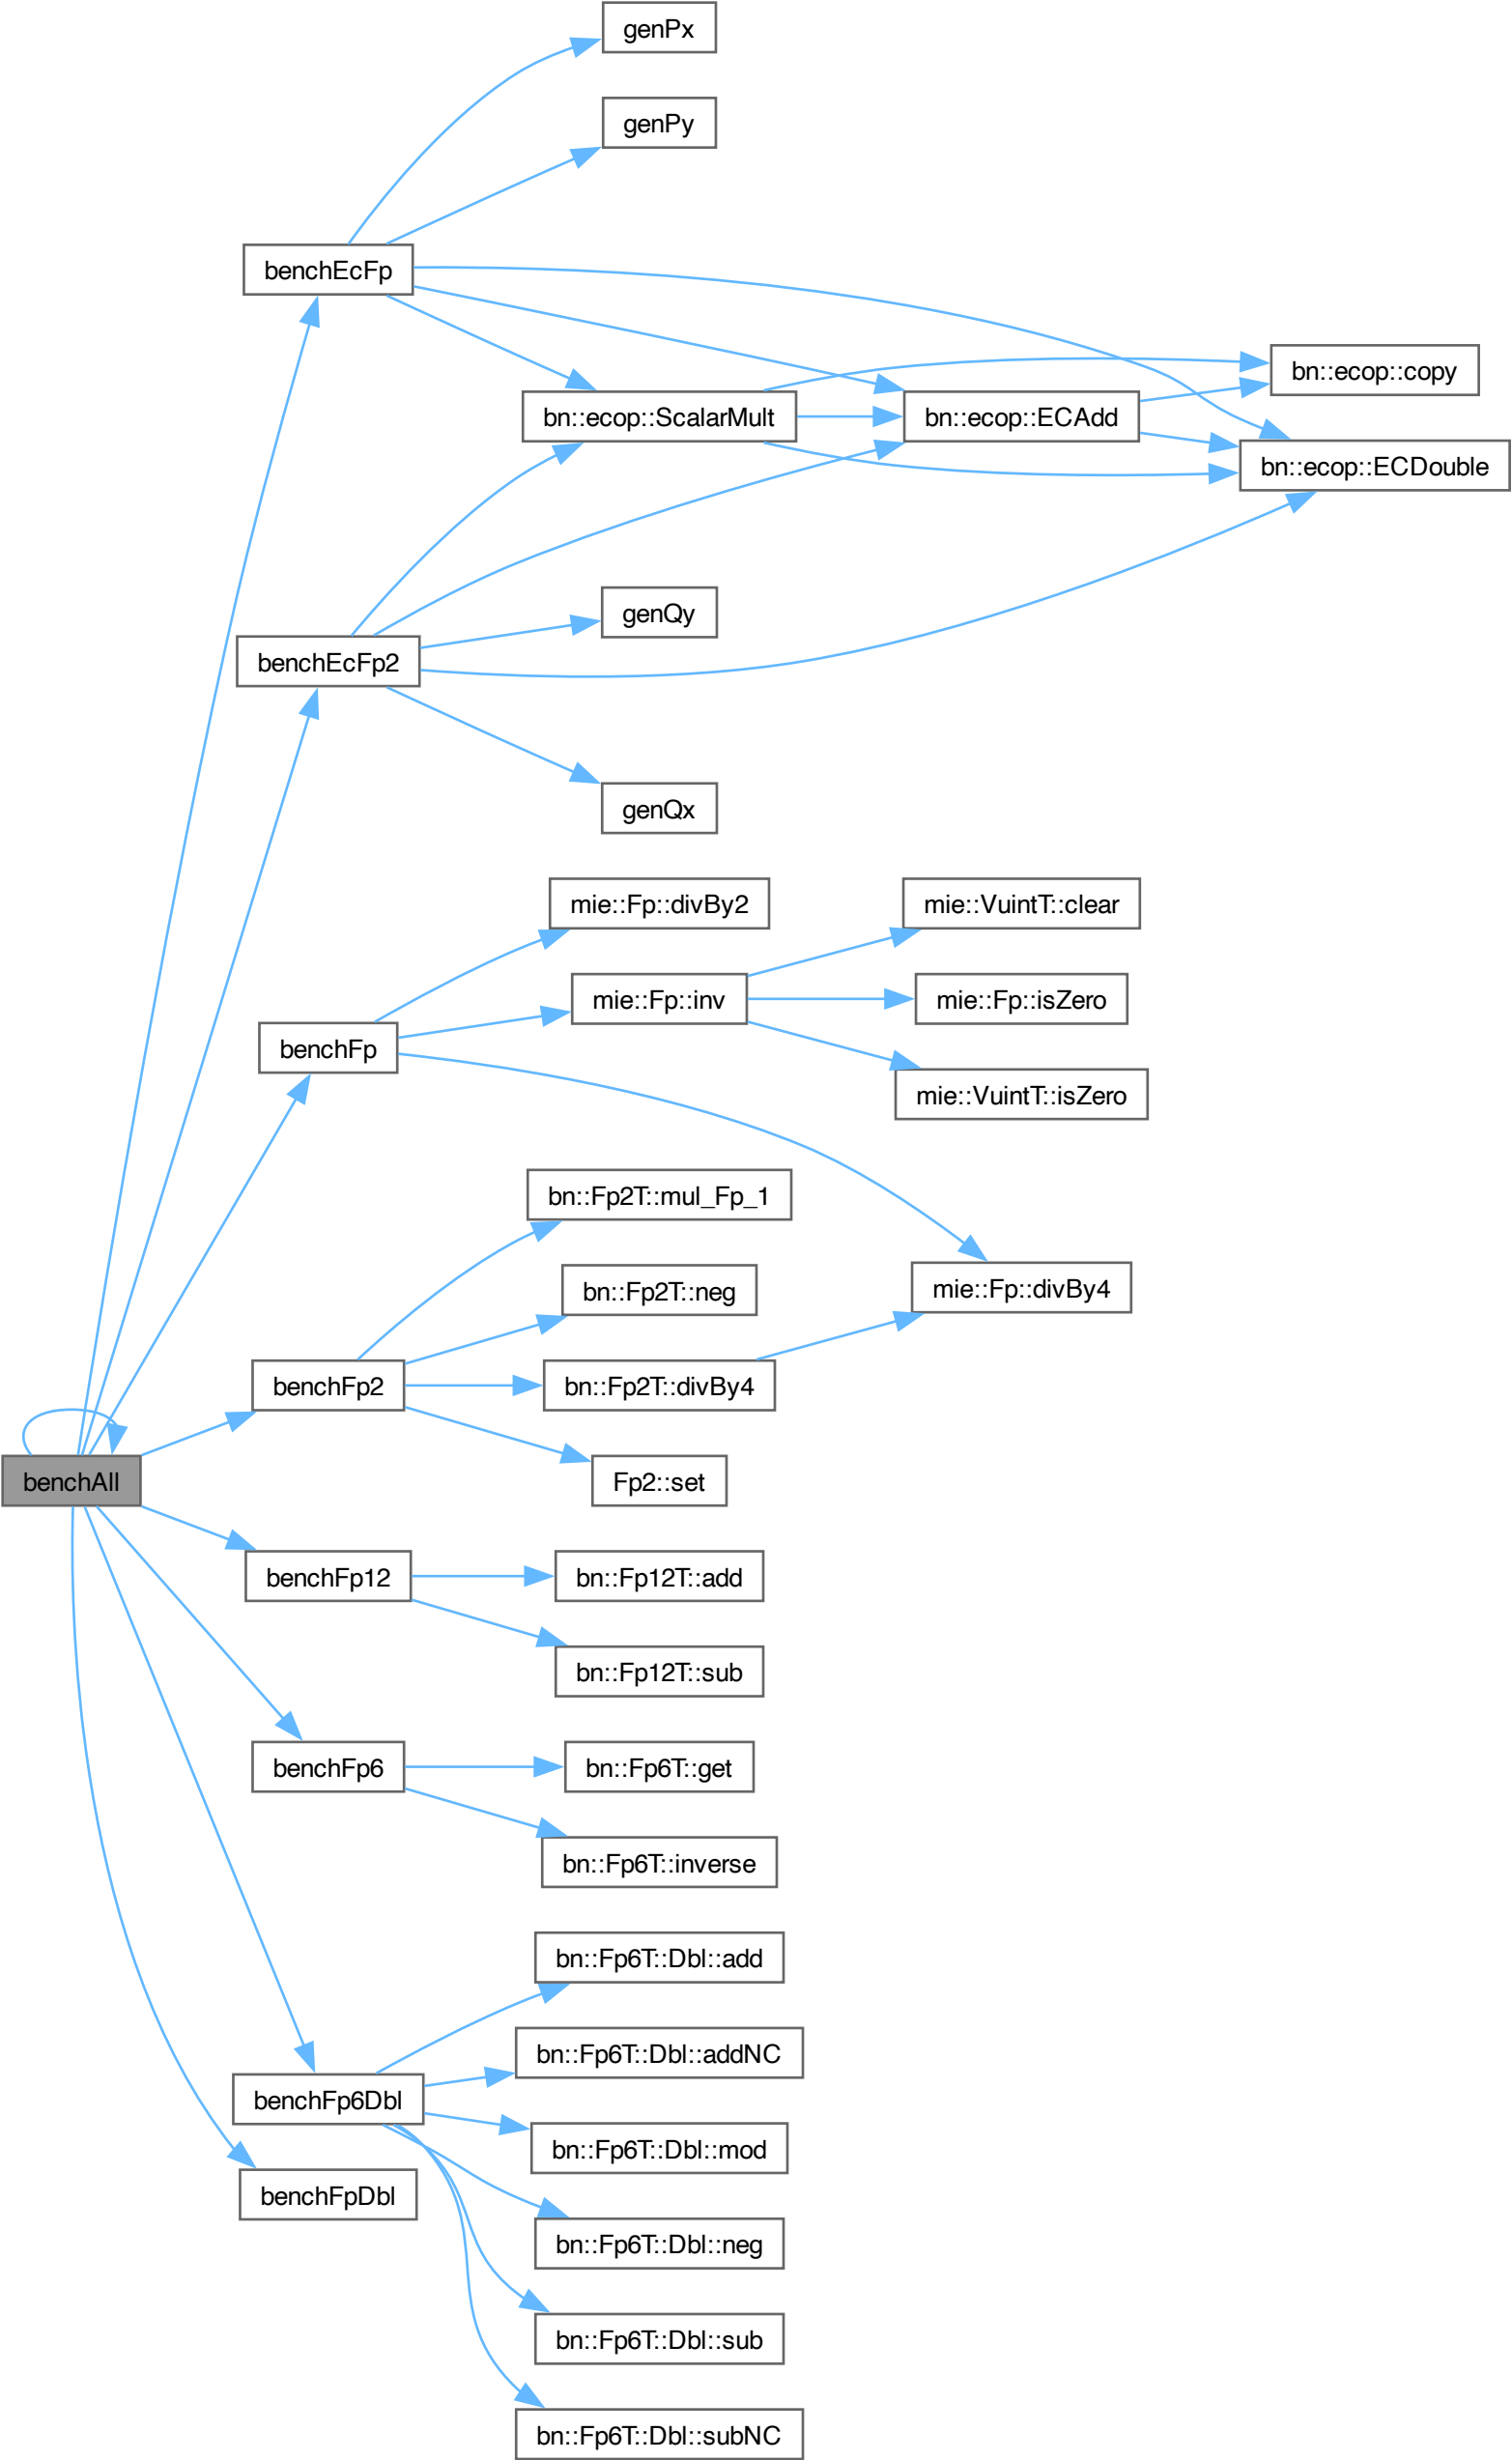 genPx
genPy
benchEcFp
bn::ecop::copy
bn::ecop::ScalarMult
bn::ecop::ECAdd
bn::ecop::ECDouble
genQy
benchEcFp2
genQx
mie::Fp::divBy2
mie::VuintT::clear
mie::Fp::inv
mie::Fp::isZero
benchFp
mie::VuintT::isZero
bn::Fp2T::mul_Fp_1
bn::Fp2T::neg
mie::Fp::divBy4
benchFp2
bn::Fp2T::divBy4
benchAll
Fp2::set
benchFp12
bn::Fp12T::add
bn::Fp12T::sub
benchFp6
bn::Fp6T::get
bn::Fp6T::inverse
bn::Fp6T::Dbl::add
bn::Fp6T::Dbl::addNC
benchFp6Dbl
bn::Fp6T::Dbl::mod
benchFpDbl
bn::Fp6T::Dbl::neg
bn::Fp6T::Dbl::sub
bn::Fp6T::Dbl::subNC